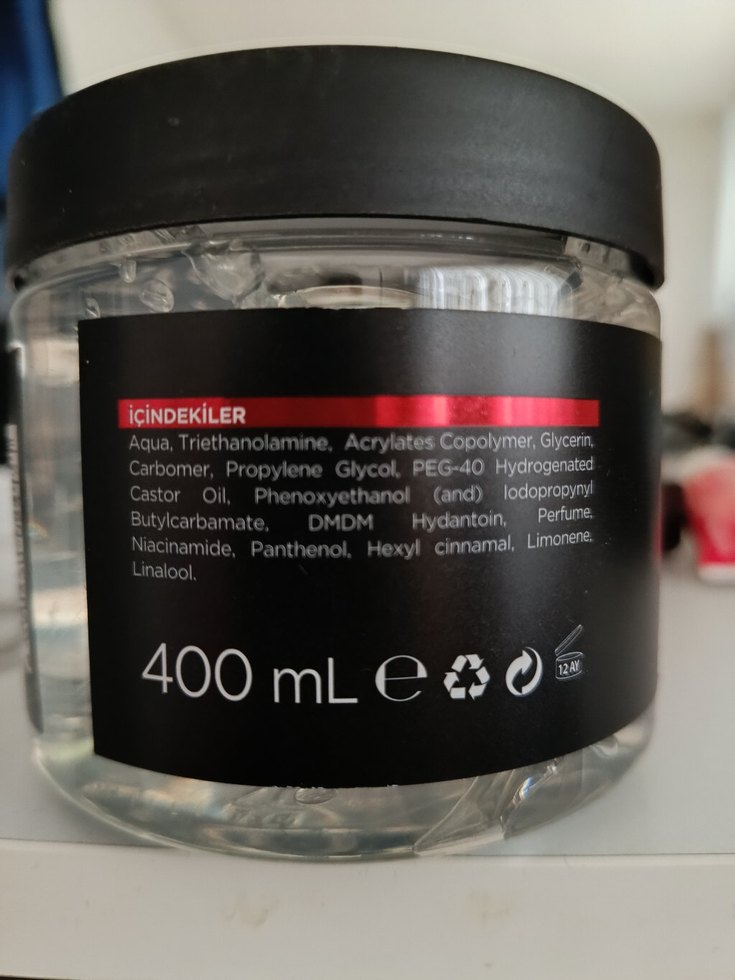 İÇİNDEKİLER
Aqua, Triethanolamine, Acrylates Copolymer, Glycerin,
Carbomer, Propylene Glycol, PEG-40 Hydrogenated
Castor Oil, Phenoxyethanol (and) Iodopropynyl
Butylcarbamate, DMDM Hydantoin, Perfume,
Niacinamide, Panthenol, Hexyl cinnamal, Limonene,
Linalool.
400 mL ℮
12 AY